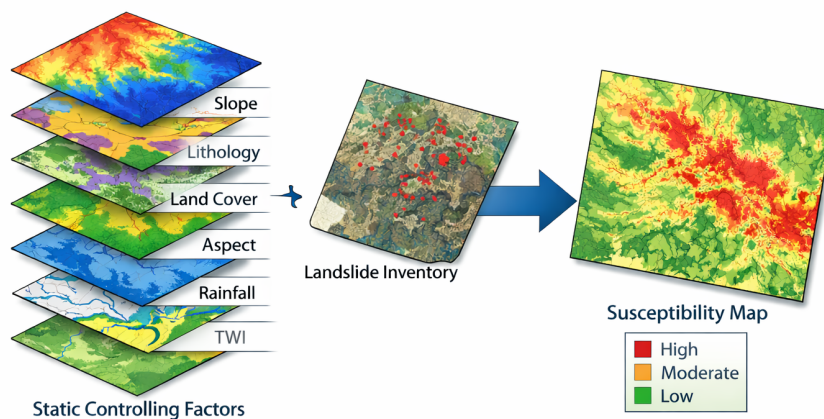 Slope
Lithology
Land Cover
Aspect
Rainfall
TWI
Static Controlling Factors
Landslide Inventory
Susceptibility Map
High
Moderate
Low